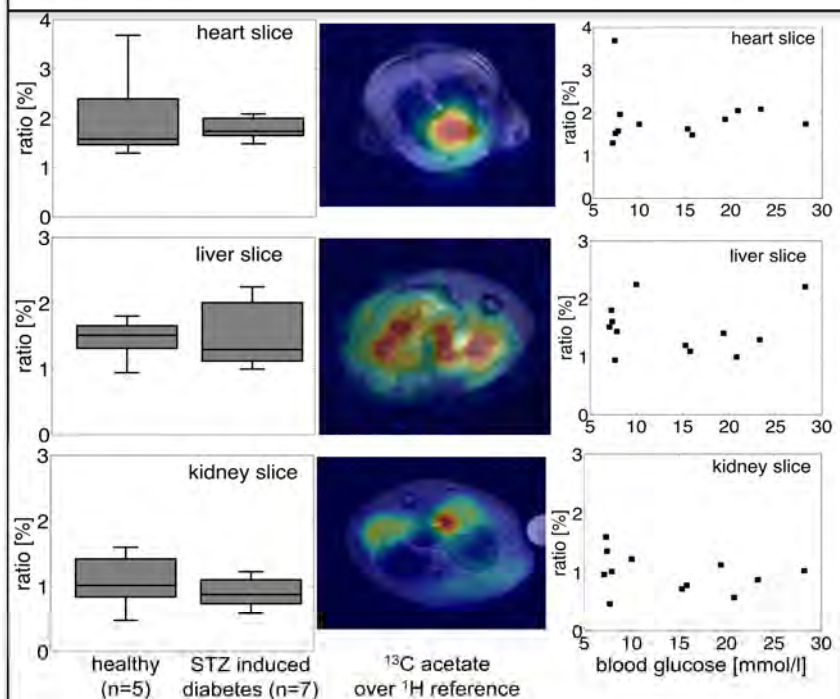 4
3
2
1
0
ratio [%]
heart slice
4
3
2
1
0
ratio [%]
heart slice
5 10 15 20 25 30
3
2
1
0
ratio [%]
liver slice
3
2
1
0
ratio [%]
liver slice
5 10 15 20 25 30
3
2
1
0
ratio [%]
kidney slice
3
2
1
0
ratio [%]
kidney slice
5 10 15 20 25 30
blood glucose [mmol/l]
healthy
(n=5)
STZ induced
diabetes (n=7)
¹³C acetate
over ¹H reference